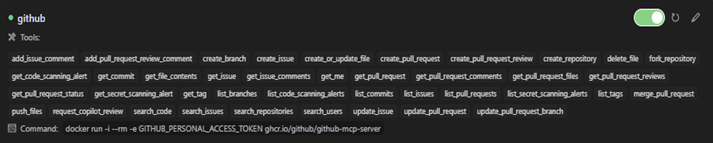 github
Tools:
add_issue_comment add_pull_request_review_comment create_branch create_issue create_or_update_file create_pull_request create_pull_request_review create_repository delete_file fork_repository
get_code_scanning_alert get_commit get_file_contents get_issue get_issue_comments get_me get_pull_request get_pull_request_comments get_pull_request_files get_pull_request_reviews
get_pull_request_status get_secret_scanning_alert get_tag list_branches list_code_scanning_alerts list_commits list_issues list_pull_requests list_secret_scanning_alerts list_tags merge_pull_request
push_files request_copilot_review search_code search_issues search_repositories search_users update_issue update_pull_request update_pull_request_branch
Command: docker run -i --rm -e GITHUB_PERSONAL_ACCESS_TOKEN ghcr.io/github/github-mcp-server